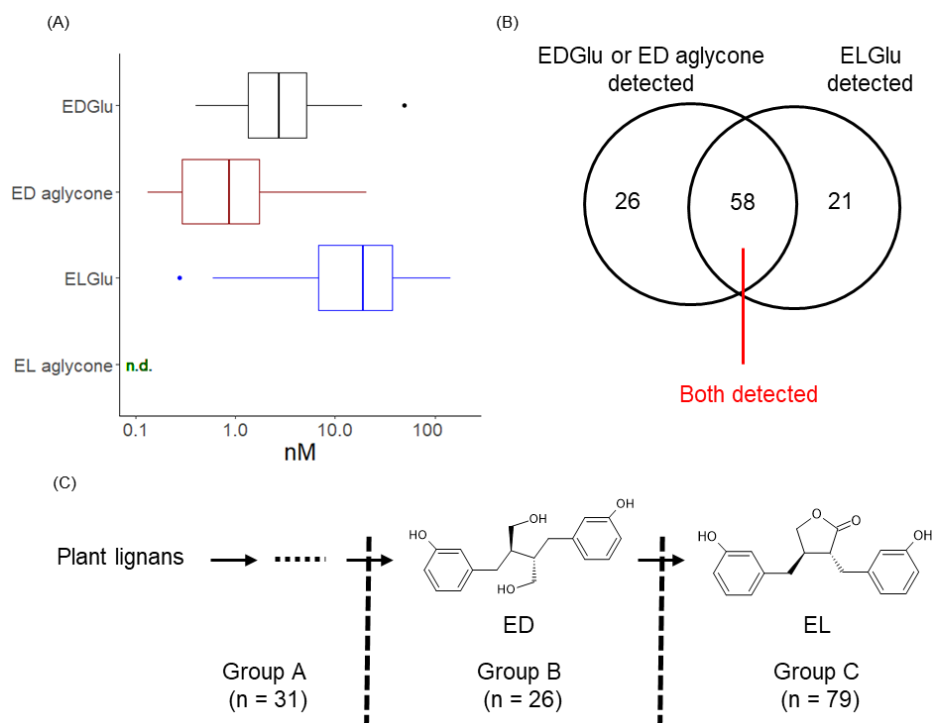 (A)
EDGlu
ED aglycone
ELGlu
EL aglycone
n.d.
0.1 1.0 10.0 100
nM
(B)
EDGlu or ED aglycone
detected
ELGlu
detected
26 58 21
Both detected
(C)
Plant lignans
HO
OH
HO
OH
ED
HO
O
O
OH
EL
Group A
(n = 31)
Group B
(n = 26)
Group C
(n = 79)